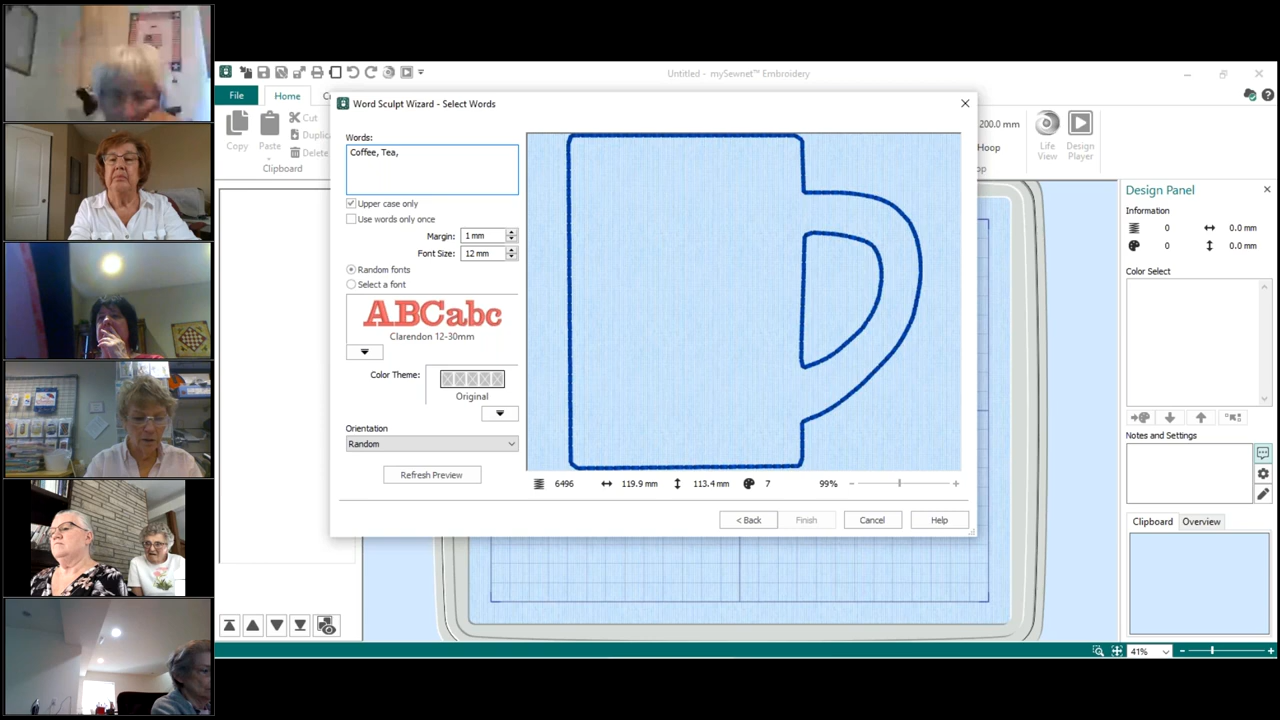 Untitled - mySewnet™ Embroidery
File
Home
Copy
Paste
Cut
Delete
Clipboard
Word Sculpt Wizard - Select Words
Words:
Coffee, Tea,
Upper case only
Use words only once
Margin:
1 mm
Font Size:
12 mm
Random fonts
Select a font
ABCabc
Clarendon 12-30mm
Color Theme:
Original
Orientation
Random
Refresh Preview
6496
119.9 mm
113.4 mm
7
99%
< Back
Finish
Cancel
Help
200.0 mm
Hoop
Life View
Design Player
Design Panel
Information
0
0.0 mm
0
0.0 mm
Color Select
Notes and Settings
Clipboard
Overview
41%